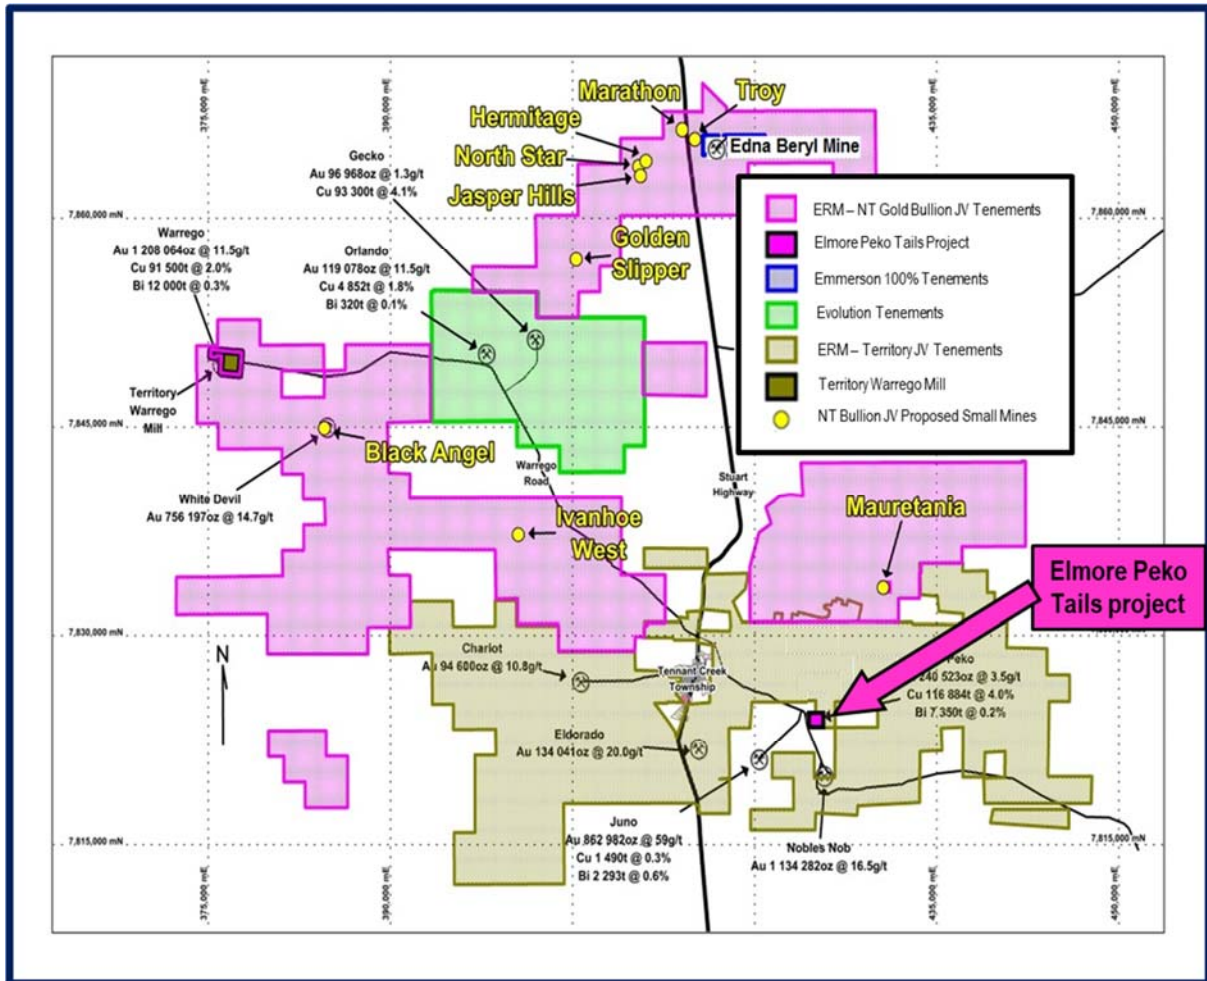 375,000 mE
390,000 mE
435,000 mE
450,000 mE
Marathon
Troy
Hermitage
Edna Beryl Mine
North Star
Jasper Hills
Gecko
Au 96 968oz @ 1.3g/t
Cu 93 300t @ 4.1%
7,860,000 mN
7,860,000 mN
Warrego
Au 1 208 064oz @ 11.5g/t
Cu 91 500t @ 2.0%
Bi 12 000t @ 0.3%
Orlando
Au 119 078oz @ 11.5g/t
Cu 4 852t @ 1.8%
Bi 320t @ 0.1%
Golden
Slipper
ERM – NT Gold Bullion JV Tenements
Elmore Peko Tails Project
Emmerson 100% Tenements
Evolution Tenements
ERM – Territory JV Tenements
Territory Warrego Mill
NT Bullion JV Proposed Small Mines
Territory
Warrego
Mill
7,845,000 mN
7,845,000 mN
Black Angel
Warrego
Road
Stuart
Highway
White Devil
Au 756 197oz @ 14.7g/t
Ivanhoe
West
Mauretania
Elmore Peko
Tails project
7,830,000 mN
N
Chariot
Au 94 600oz @ 10.8g/t
Tennant Creek
Township
Peko
240 523oz @ 3.5g/t
Cu 116 884t @ 4.0%
Bi 7 350t @ 0.2%
Eldorado
Au 134 041oz @ 20.0g/t
Juno
Au 862 982oz @ 59g/t
Cu 1 490t @ 0.3%
Bi 2 293t @ 0.6%
Nobles Nob
Au 1 134 282oz @ 16.5g/t
7,815,000 mN
7,815,000 mN
375,000 mE
390,000 mE
435,000 mE
450,000 mE